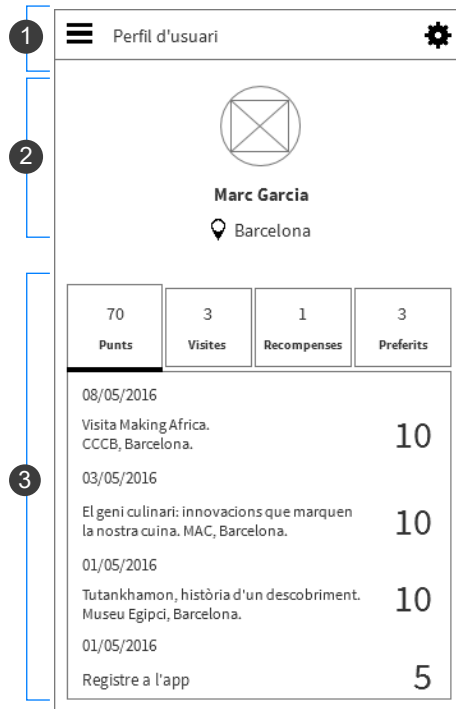 1
Perfil d'usuari
2
Marc Garcia
Barcelona
3
70 3 1 3
Punts Visites Recompenses Preferits
08/05/2016
Visita Making Africa.
CCCB, Barcelona.
10
03/05/2016
El geni culinari: innovacions que marquen
la nostra cuina. MAC, Barcelona.
10
01/05/2016
Tutankhamon, història d'un descobriment.
Museu Egipci, Barcelona.
10
01/05/2016
Registre a l'app
5